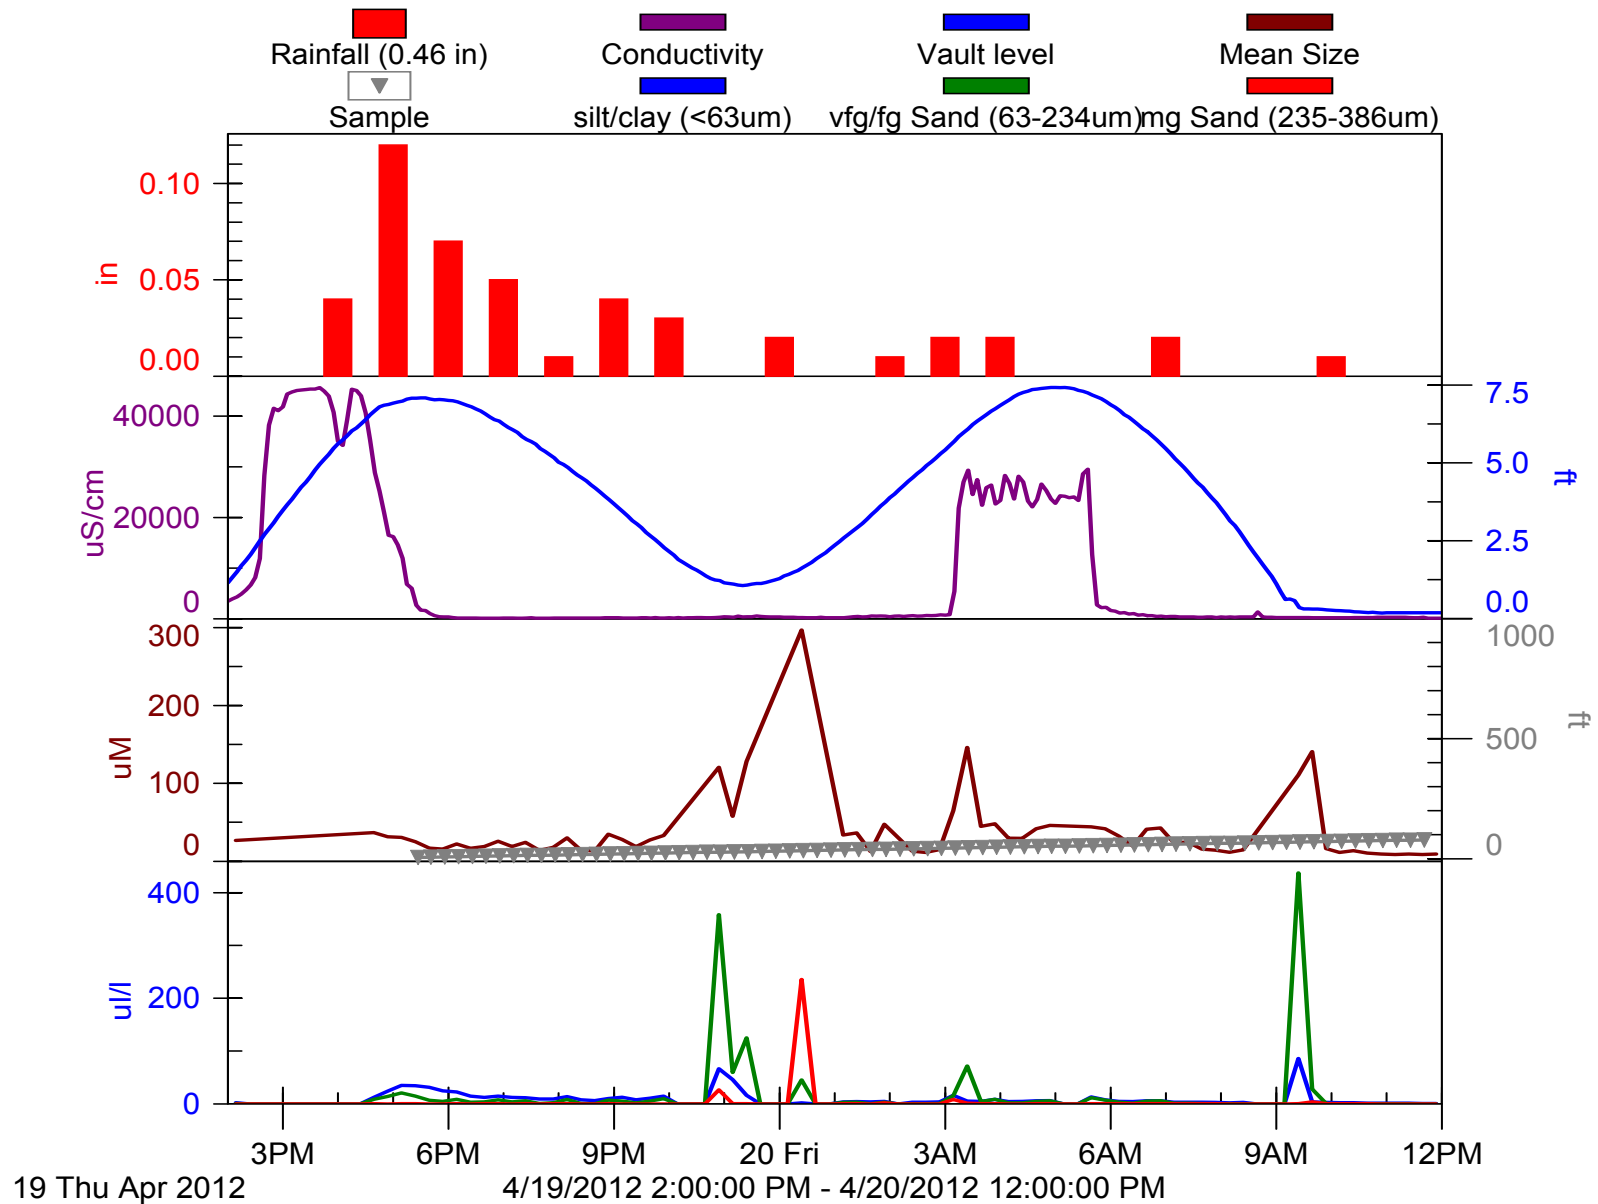 Rainfall (0.46 in) Conductivity Vault level Mean Size
Sample silt/clay (<63um) vfg/fg Sand (63-234um) mg Sand (235-386um)
in
0.10
0.05
0.00
uS/cm
40000
20000
0
7.5
5.0
2.5
0.0
ft
uM
300
200
100
0
1000
500
0
ft
ul/l
400
200
0
3PM 6PM 9PM 20 Fri 3AM 6AM 9AM 12PM
19 Thu Apr 2012 4/19/2012 2:00:00 PM - 4/20/2012 12:00:00 PM